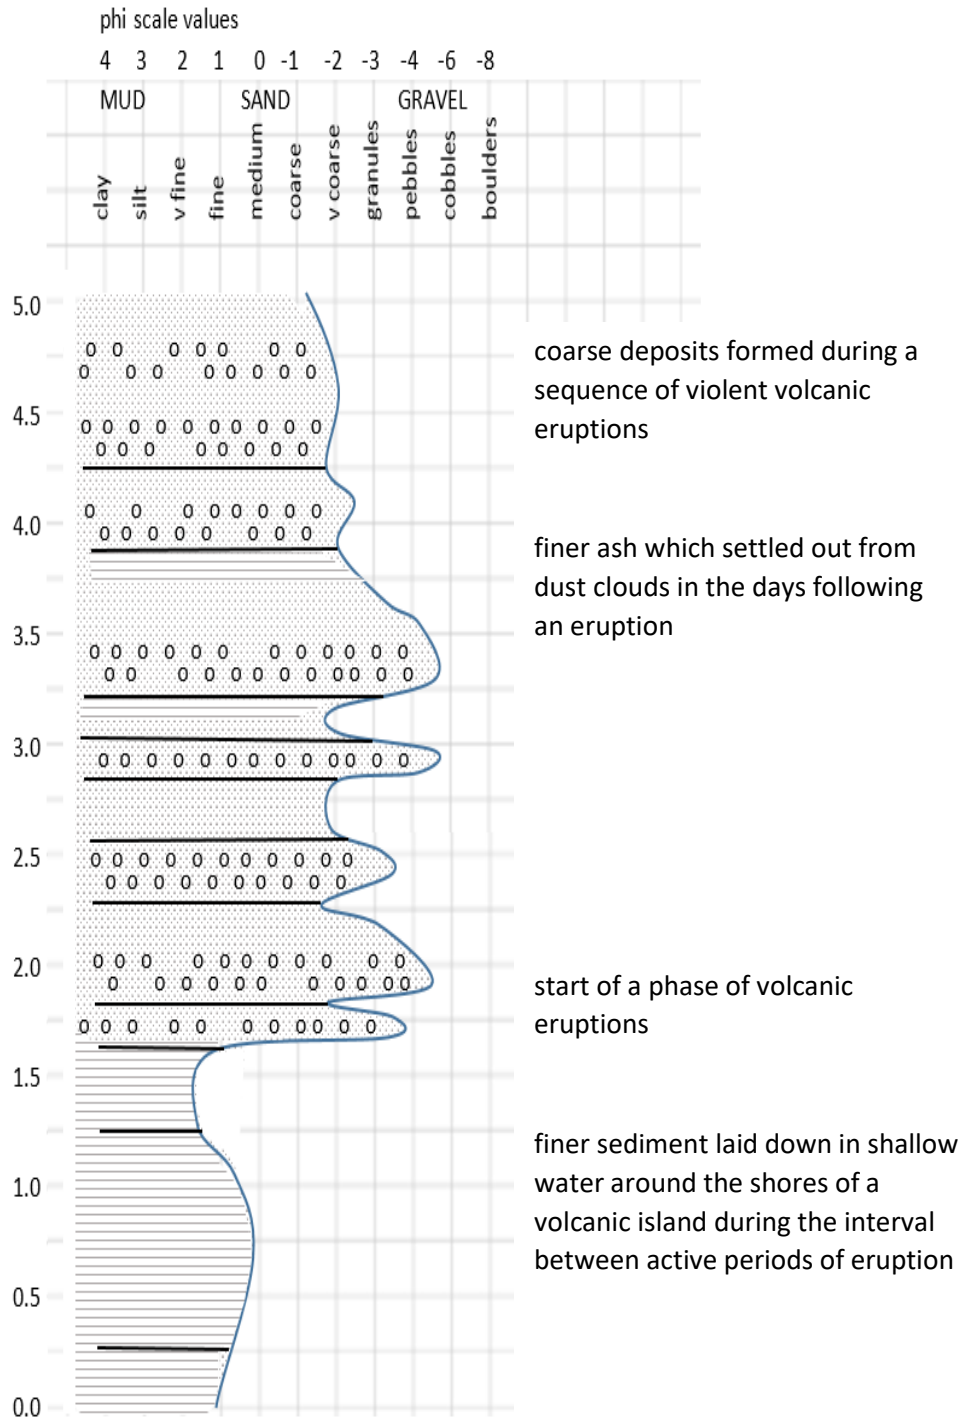 phi scale values
4 3 2 1 0 -1 -2 -3 -4 -6 -8
MUD SAND GRAVEL
clay
silt
v fine
fine
medium
coarse
v coarse
granules
pebbles
cobbles
boulders
5.0
coarse deposits formed during a
sequence of violent volcanic
eruptions
4.5
4.0
finer ash which settled out from
dust clouds in the days following
an eruption
3.5
3.0
2.5
2.0
start of a phase of volcanic
eruptions
1.5
finer sediment laid down in shallow
water around the shores of a
volcanic island during the interval
between active periods of eruption
1.0
0.5
0.0